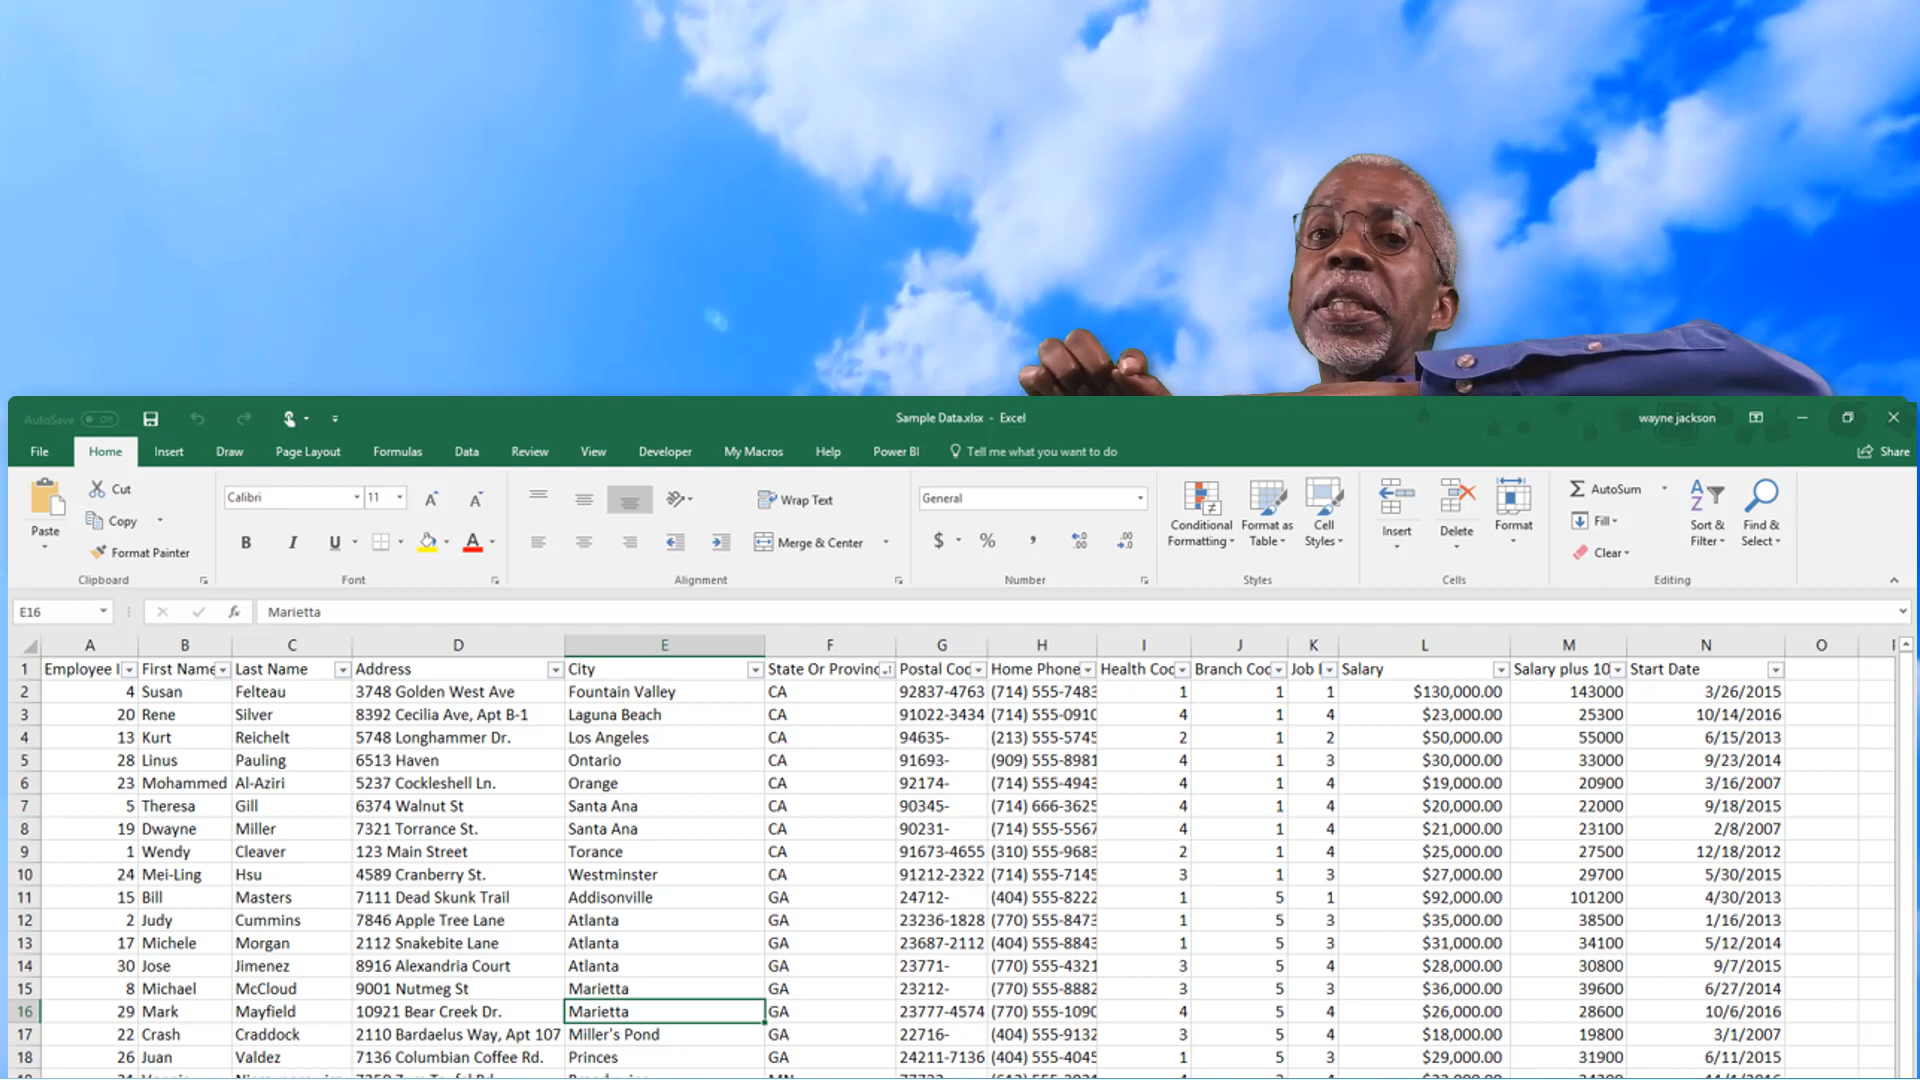 AutoSave Off Sample Data.xlsx - Excel wayne jackson
File Home Insert Draw Page Layout Formulas Data Review View Developer My Macros Help Power BI Tell me what you want to do Share
Paste Cut Copy Format Painter Clipboard
Calibri 11 B I U A Font
Wrap Text Merge & Center Alignment
General $ % , Number
Conditional Formatting Format as Table Cell Styles Styles
Insert Delete Format Cells
AutoSum Fill Clear Sort & Filter Find & Select Editing
E16 fx Marietta
A B C D E F G H I J K L M N O
1 Employee First Name Last Name Address City State Or Provinc Postal Cod Home Phone Health Cod Branch Cod Job Salary Salary plus 10 Start Date
2 4 Susan Felteau 3748 Golden West Ave Fountain Valley CA 92837-4763 (714) 555-7483 1 1 1 $130,000.00 143000 3/26/2015
3 20 Rene Silver 8392 Cecilia Ave, Apt B-1 Laguna Beach CA 91022-3434 (714) 555-0910 4 1 4 $23,000.00 25300 10/14/2016
4 13 Kurt Reichelt 5748 Longhammer Dr. Los Angeles CA 94635- (213) 555-5745 2 1 2 $50,000.00 55000 6/15/2013
5 28 Linus Pauling 6513 Haven Ontario CA 91693- (909) 555-8981 4 1 3 $30,000.00 33000 9/23/2014
6 23 Mohammed Al-Aziri 5237 Cockleshell Ln. Orange CA 92174- (714) 555-4943 4 1 4 $19,000.00 20900 3/16/2007
7 5 Theresa Gill 6374 Walnut St Santa Ana CA 90345- (714) 666-3625 4 1 4 $20,000.00 22000 9/18/2015
8 19 Dwayne Miller 7321 Torrance St. Santa Ana CA 90231- (714) 555-5567 4 1 4 $21,000.00 23100 2/8/2007
9 1 Wendy Cleaver 123 Main Street Torance CA 91673-4655 (310) 555-9683 2 1 4 $25,000.00 27500 12/18/2012
10 24 Mei-Ling Hsu 4589 Cranberry St. Westminster CA 91212-2322 (714) 555-7145 3 1 3 $27,000.00 29700 5/30/2015
11 15 Bill Masters 7111 Dead Skunk Trail Addisonville GA 24712- (404) 555-8222 1 5 1 $92,000.00 101200 4/30/2013
12 2 Judy Cummins 7846 Apple Tree Lane Atlanta GA 23236-1828 (770) 555-8473 1 5 3 $35,000.00 38500 1/16/2013
13 17 Michele Morgan 2112 Snakebite Lane Atlanta GA 23687-2112 (404) 555-8843 1 5 3 $31,000.00 34100 5/12/2014
14 30 Jose Jimenez 8916 Alexandria Court Atlanta GA 23771- (770) 555-4321 3 5 4 $28,000.00 30800 9/7/2015
15 8 Michael McCloud 9001 Nutmeg St Marietta GA 23212- (770) 555-8882 3 5 3 $36,000.00 39600 6/27/2014
16 29 Mark Mayfield 10921 Bear Creek Dr. Marietta GA 23777-4574 (770) 555-1090 4 5 4 $26,000.00 28600 10/6/2016
17 22 Crash Craddock 2110 Bardaelus Way, Apt 107 Miller's Pond GA 22716- (404) 555-9132 3 5 4 $18,000.00 19800 3/1/2007
18 26 Juan Valdez 7136 Columbian Coffee Rd. Princes GA 24211-7136 (404) 555-4045 1 5 3 $29,000.00 31900 6/11/2015